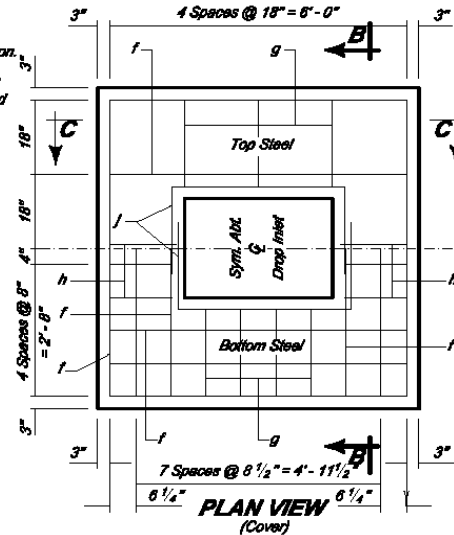 3"
4 Spaces @ 18" = 6' - 0"
3"
B
f
g
3"
C
C
18"
Top Steel
18"
j
Sym. Abt.
℄
Drop Inlet
4"
h
f
4 Spaces @ 8"
= 2' - 8"
Bottom Steel
f
f
f
g
3"
B
3"
3"
7 Spaces @ 8 1/2" = 4' - 11 1/2"
6 1/4"
6 1/4"
PLAN VIEW
(Cover)